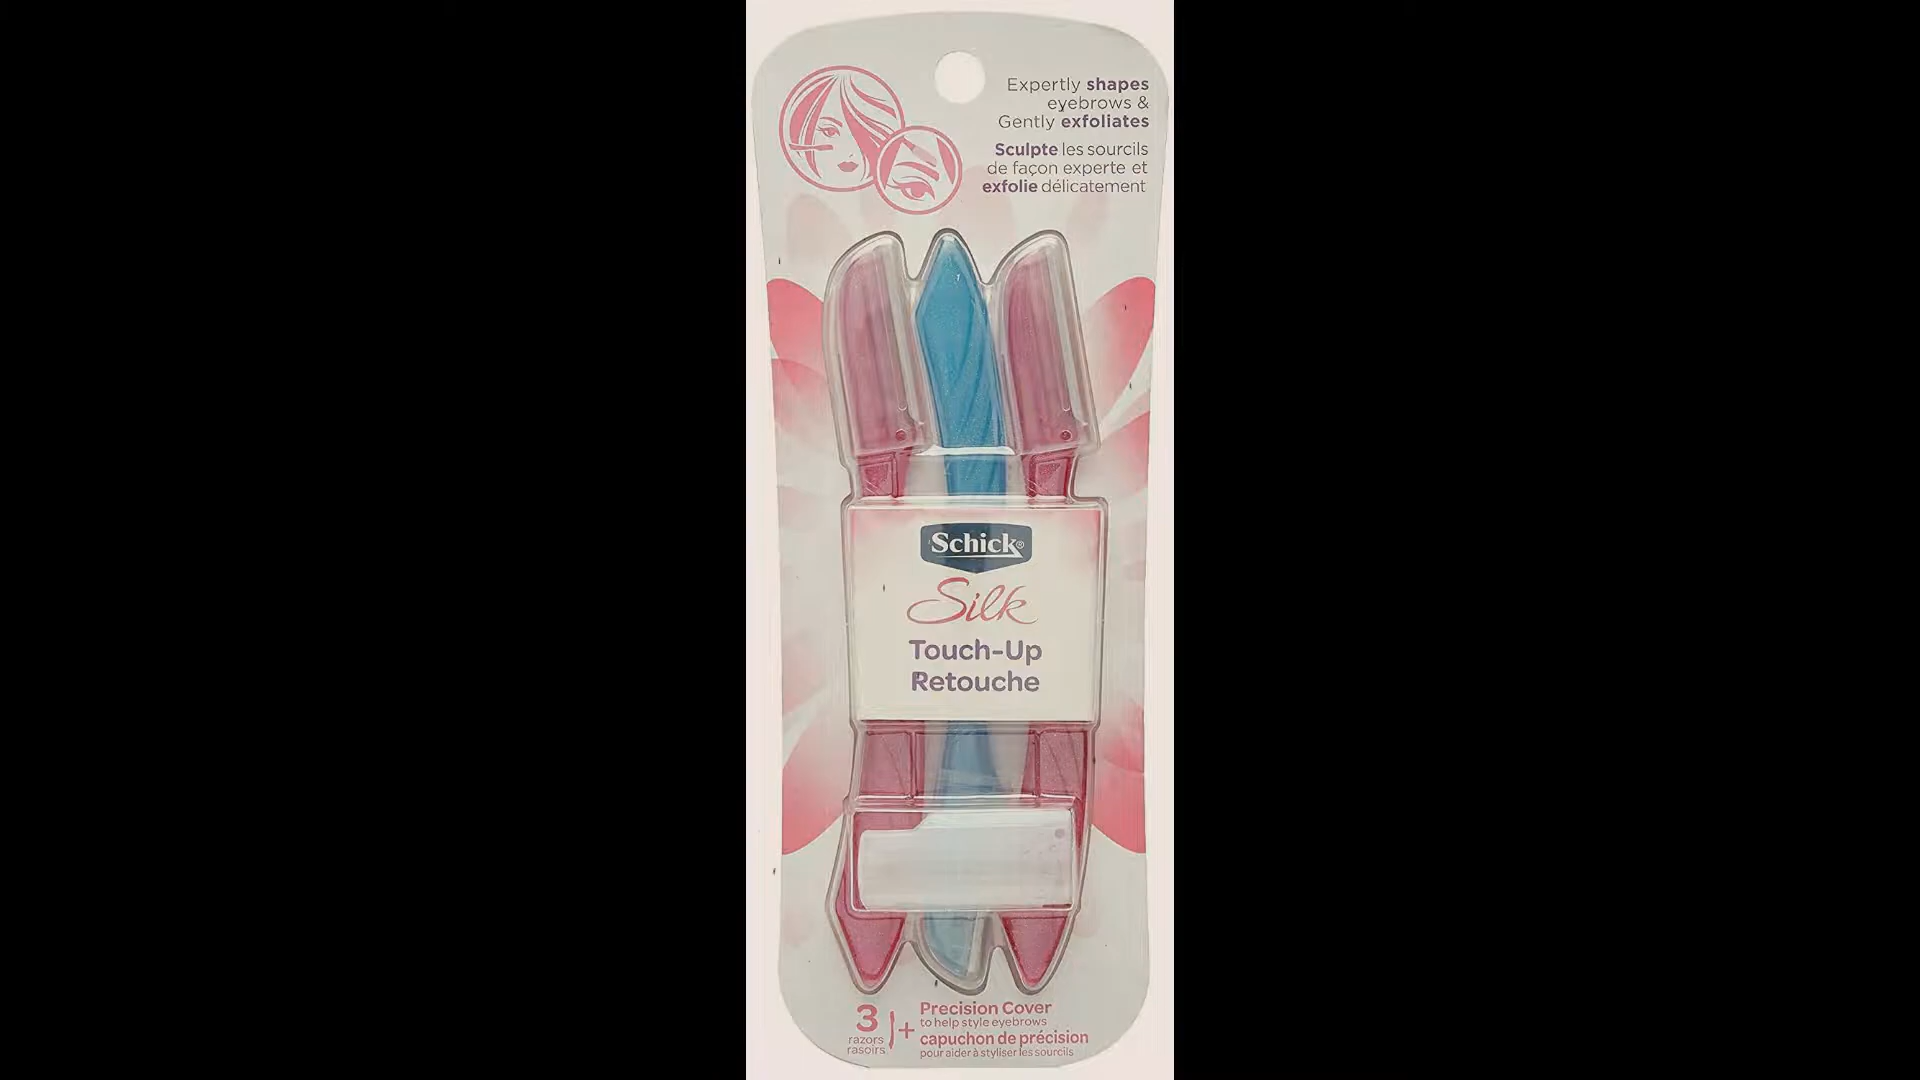 Expertly shapes
eyebrows &
Gently exfoliates
Sculpte les sourcils
de façon experte et
exfolie délicatement
Schick®
Silk
Touch-Up
Retouche
3
razors
rasoirs
+
Precision Cover
to help style eyebrows
capuchon de précision
pour aider à styliser les sourcils